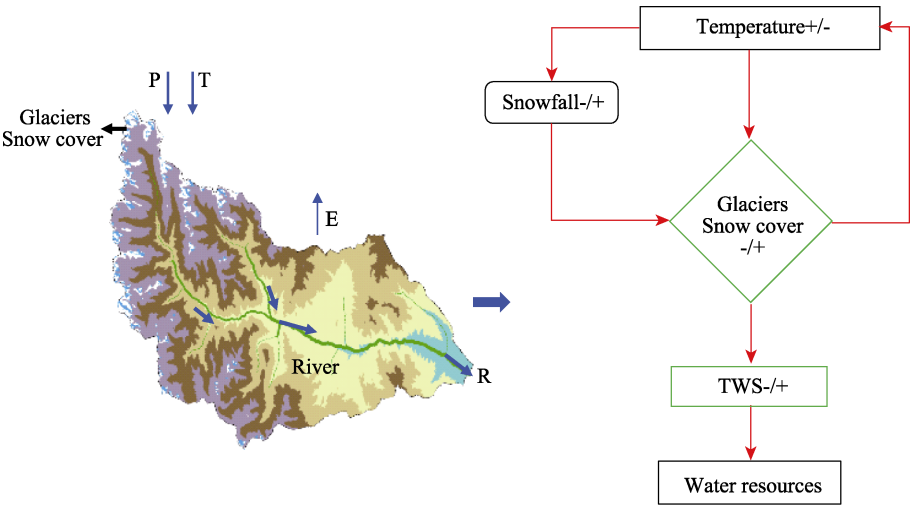 P
T
Glaciers
Snow cover
E
River
R
Temperature+/-
Snowfall-/+
Glaciers
Snow cover
-/+
TWS-/+
Water resources